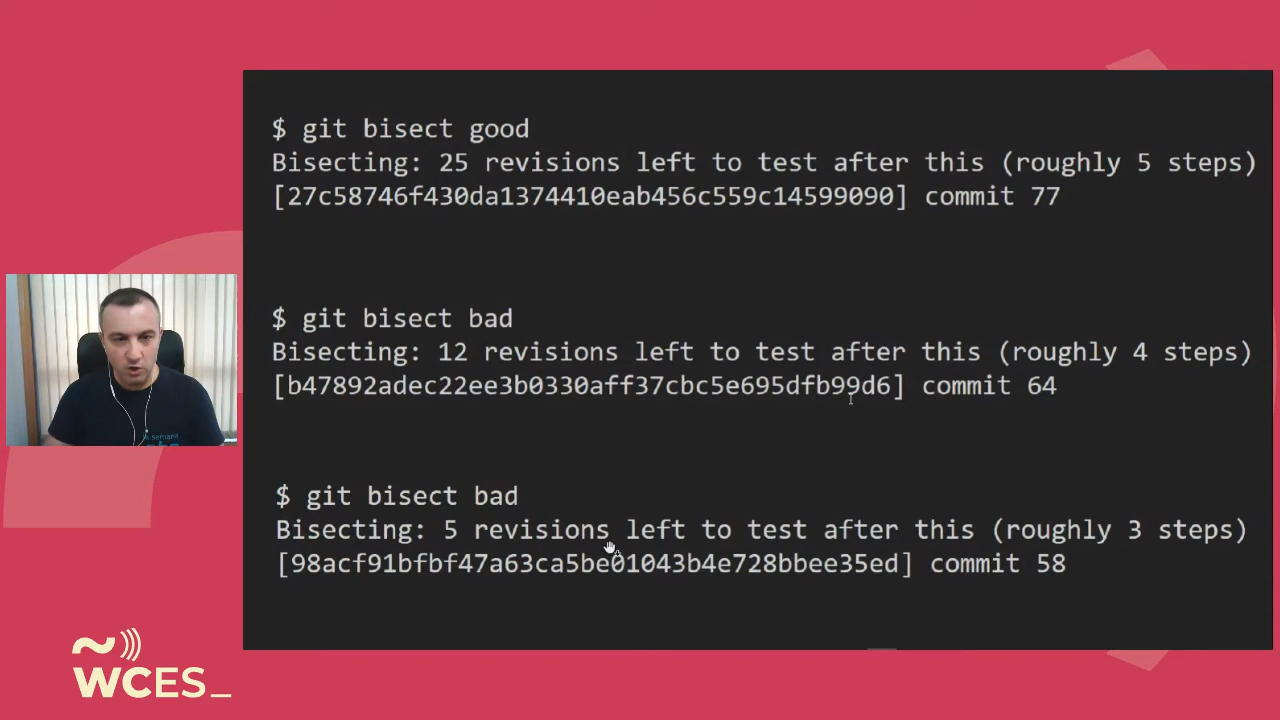 $ git bisect good
Bisecting: 25 revisions left to test after this (roughly 5 steps)
[27c58746f430da1374410eab456c559c14599090] commit 77
$ git bisect bad
Bisecting: 12 revisions left to test after this (roughly 4 steps)
[b47892adec22ee3b0330aff37cbc5e695dfb99d6] commit 64
$ git bisect bad
Bisecting: 5 revisions left to test after this (roughly 3 steps)
[98acf91bfbf47a63ca5be01043b4e728bbee35ed] commit 58
la semana
WCES_